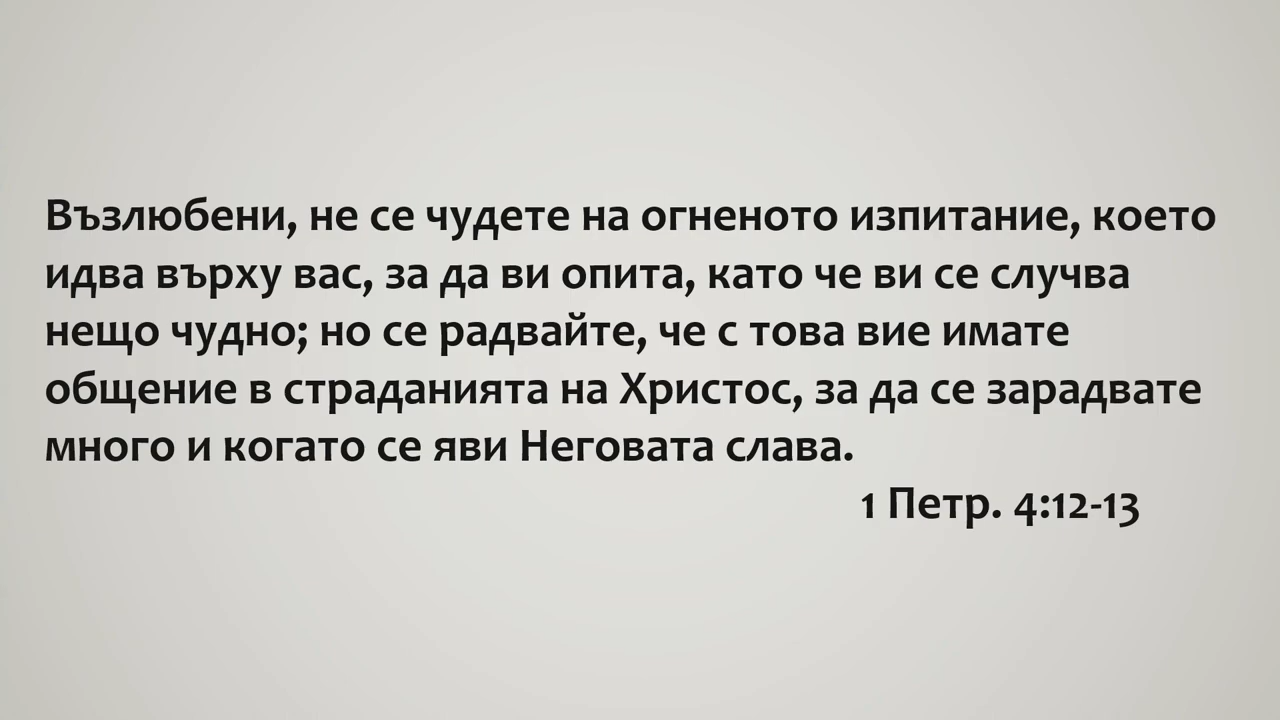 Възлюбени, не се чудете на огненото изпитание, което
идва върху вас, за да ви опита, като че ви се случва
нещо чудно; но се радвайте, че с това вие имате
общение в страданията на Христос, за да се зарадвате
много и когато се яви Неговата слава.
1 Петр. 4:12-13